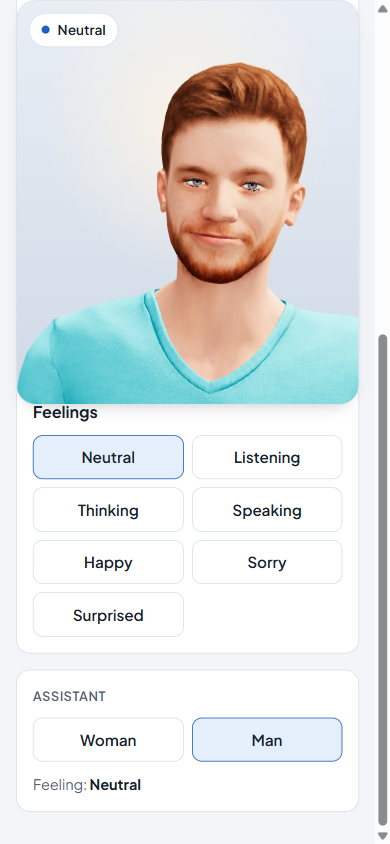 Neutral
Feelings
Neutral
Listening
Thinking
Speaking
Happy
Sorry
Surprised
ASSISTANT
Woman
Man
Feeling: Neutral